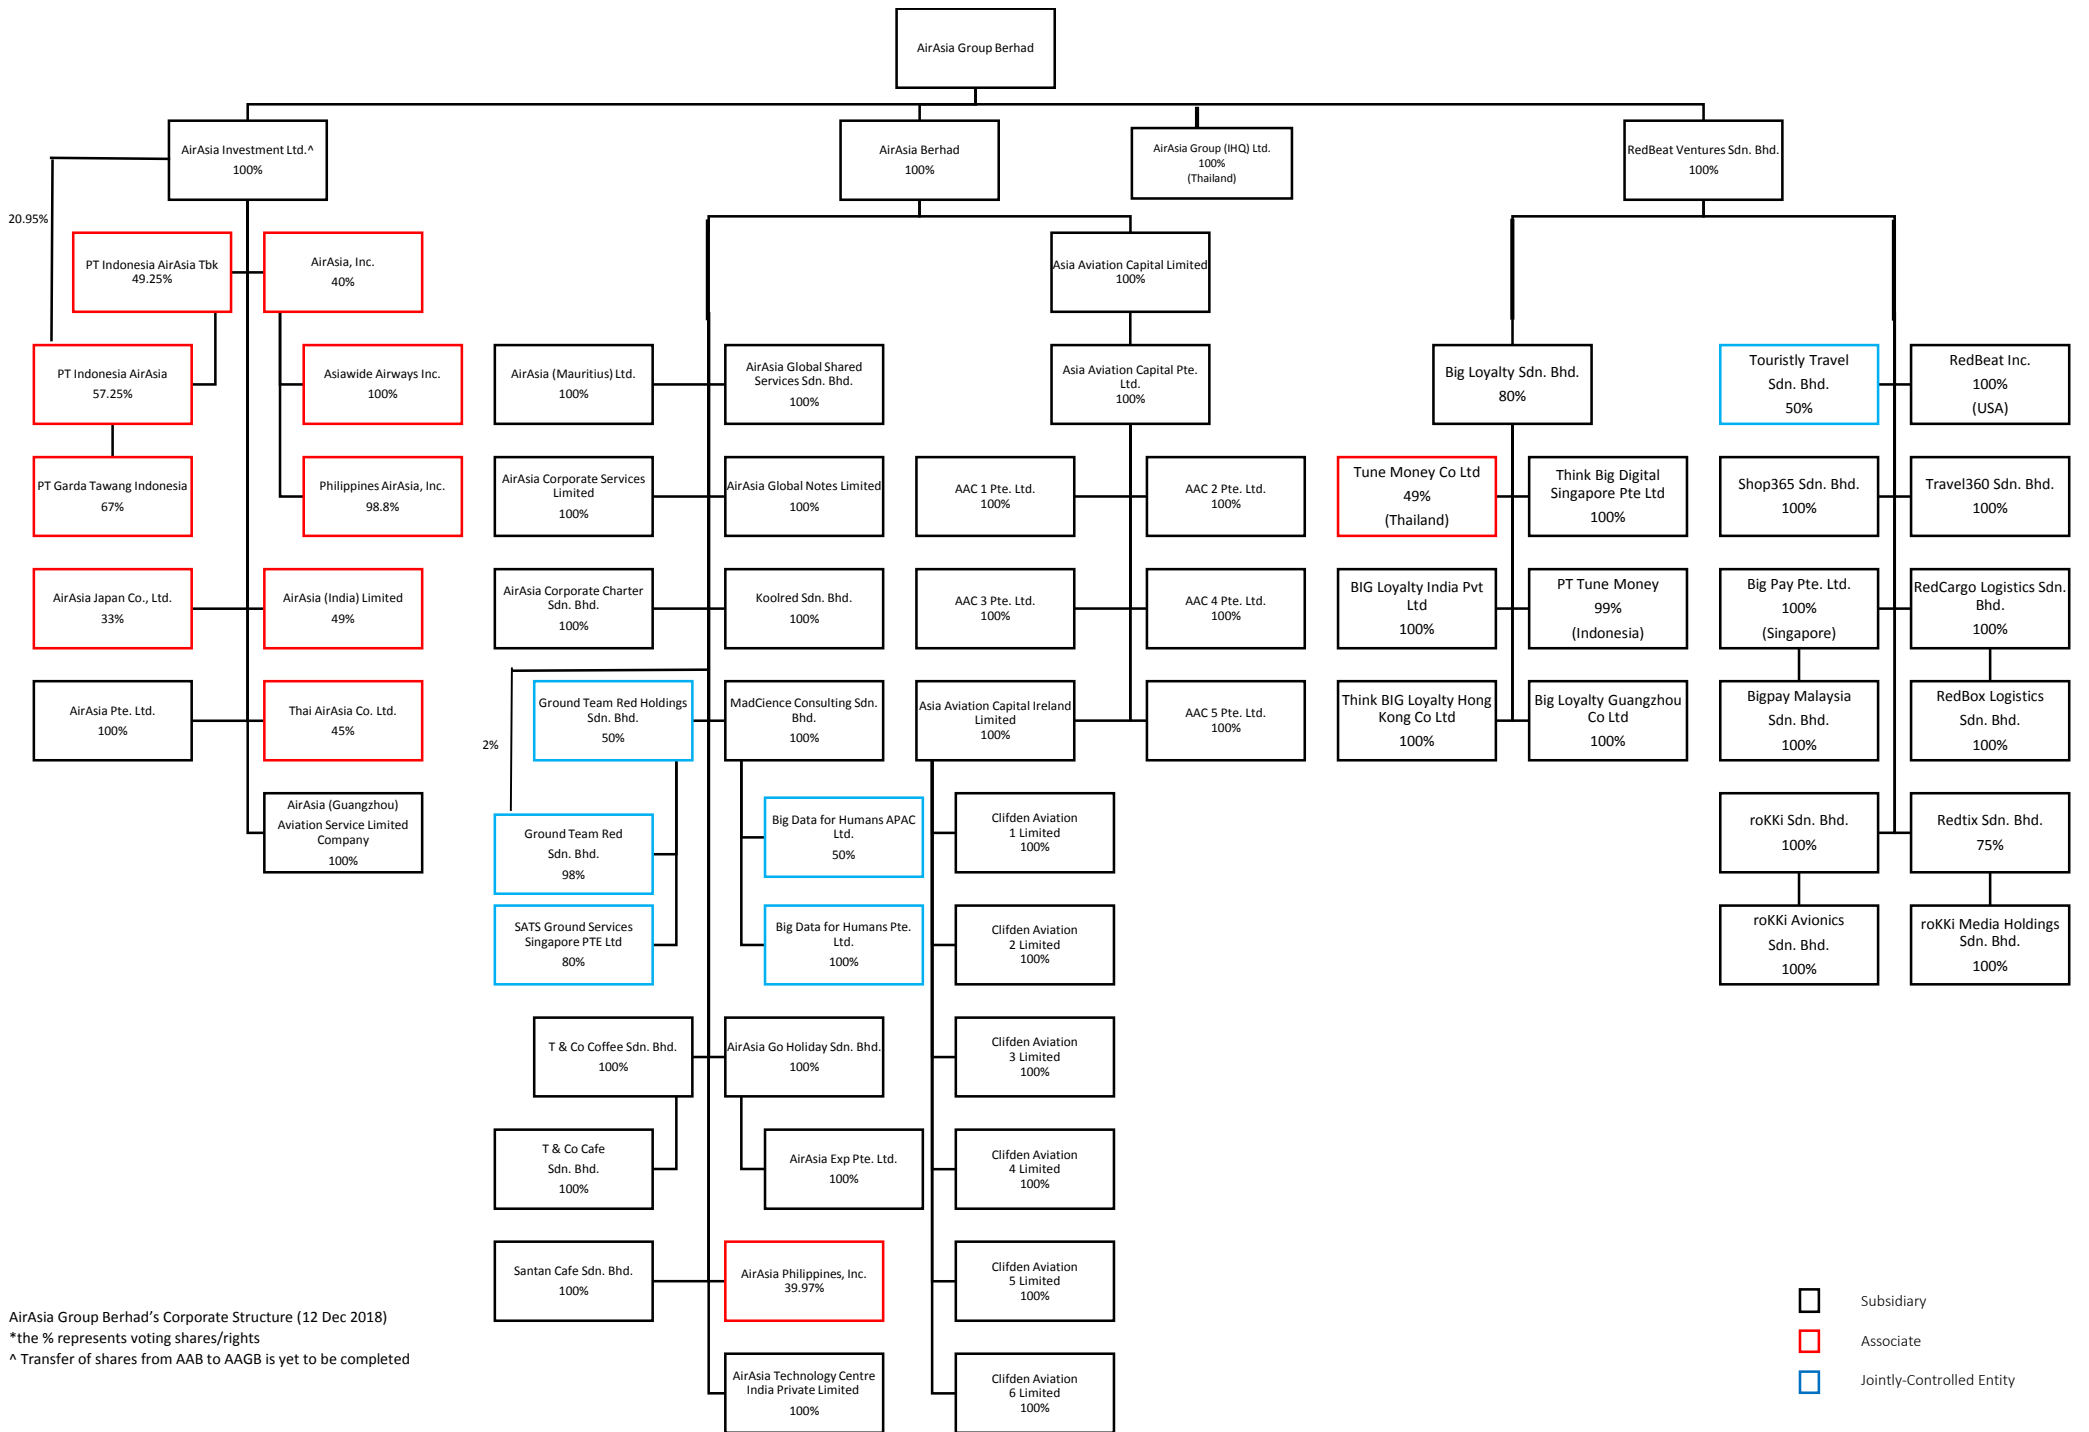 AirAsia Group Berhad
AirAsia Investment Ltd.^
100%
AirAsia Berhad
100%
AirAsia Group (IHQ) Ltd.
100%
(Thailand)
RedBeat Ventures Sdn. Bhd.
100%
20.95%
PT Indonesia AirAsia Tbk
49.25%
AirAsia, Inc.
40%
PT Indonesia AirAsia
57.25%
Asiawide Airways Inc.
100%
PT Garda Tawang Indonesia
67%
Philippines AirAsia, Inc.
98.8%
AirAsia Japan Co., Ltd.
33%
AirAsia (India) Limited
49%
AirAsia Pte. Ltd.
100%
Thai AirAsia Co. Ltd.
45%
AirAsia (Guangzhou)
Aviation Service Limited
Company
100%
AirAsia (Mauritius) Ltd.
100%
AirAsia Global Shared
Services Sdn. Bhd.
100%
AirAsia Corporate Services
Limited
100%
AirAsia Global Notes Limited
100%
AirAsia Corporate Charter
Sdn. Bhd.
100%
Koolred Sdn. Bhd.
100%
2%
Ground Team Red Holdings
Sdn. Bhd.
50%
MadCience Consulting Sdn.
Bhd.
100%
Ground Team Red
Sdn. Bhd.
98%
Big Data for Humans APAC
Ltd.
50%
SATS Ground Services
Singapore PTE Ltd
80%
Big Data for Humans Pte.
Ltd.
100%
T & Co Coffee Sdn. Bhd.
100%
AirAsia Go Holiday Sdn. Bhd.
100%
T & Co Cafe
Sdn. Bhd.
100%
AirAsia Exp Pte. Ltd.
100%
Santan Cafe Sdn. Bhd.
100%
AirAsia Philippines, Inc.
39.97%
AirAsia Technology Centre
India Private Limited
100%
Asia Aviation Capital Limited
100%
Asia Aviation Capital Pte.
Ltd.
100%
AAC 1 Pte. Ltd.
100%
AAC 2 Pte. Ltd.
100%
AAC 3 Pte. Ltd.
100%
AAC 4 Pte. Ltd.
100%
Asia Aviation Capital Ireland
Limited
100%
AAC 5 Pte. Ltd.
100%
Clifden Aviation
1 Limited
100%
Clifden Aviation
2 Limited
100%
Clifden Aviation
3 Limited
100%
Clifden Aviation
4 Limited
100%
Clifden Aviation
5 Limited
100%
Clifden Aviation
6 Limited
100%
Big Loyalty Sdn. Bhd.
80%
Tune Money Co Ltd
49%
(Thailand)
Think Big Digital
Singapore Pte Ltd
100%
BIG Loyalty India Pvt
Ltd
100%
PT Tune Money
99%
(Indonesia)
Think BIG Loyalty Hong
Kong Co Ltd
100%
Big Loyalty Guangzhou
Co Ltd
100%
Touristly Travel
Sdn. Bhd.
50%
RedBeat Inc.
100%
(USA)
Shop365 Sdn. Bhd.
100%
Travel360 Sdn. Bhd.
100%
Big Pay Pte. Ltd.
100%
(Singapore)
RedCargo Logistics Sdn.
Bhd.
100%
Bigpay Malaysia
Sdn. Bhd.
100%
RedBox Logistics
Sdn. Bhd.
100%
roKKi Sdn. Bhd.
100%
Redtix Sdn. Bhd.
75%
roKKi Avionics
Sdn. Bhd.
100%
roKKi Media Holdings
Sdn. Bhd.
100%
AirAsia Group Berhad’s Corporate Structure (12 Dec 2018)
*the % represents voting shares/rights
^ Transfer of shares from AAB to AAGB is yet to be completed
Subsidiary
Associate
Jointly-Controlled Entity